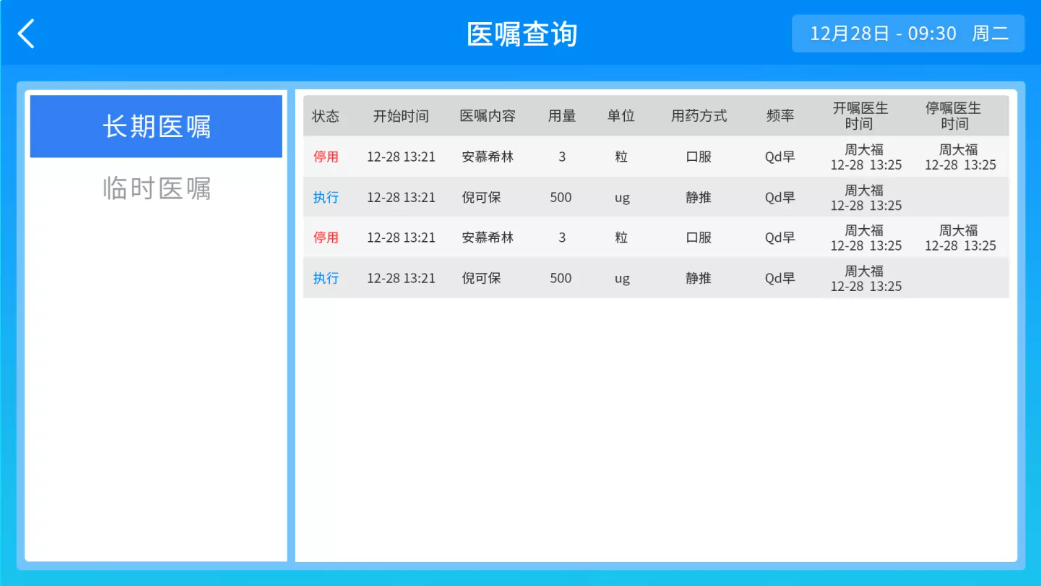 医嘱查询
12月28日 - 09:30 周二
长期医嘱
临时医嘱
状态 开始时间 医嘱内容 用量 单位 用药方式 频率 开嘱医生时间 停嘱医生时间
停用 12-28 13:21 安慕希林 3 粒 口服 Qd早 周大福 12-28 13:25 周大福 12-28 13:25
执行 12-28 13:21 倪可保 500 ug 静推 Qd早 周大福 12-28 13:25
停用 12-28 13:21 安慕希林 3 粒 口服 Qd早 周大福 12-28 13:25 周大福 12-28 13:25
执行 12-28 13:21 倪可保 500 ug 静推 Qd早 周大福 12-28 13:25